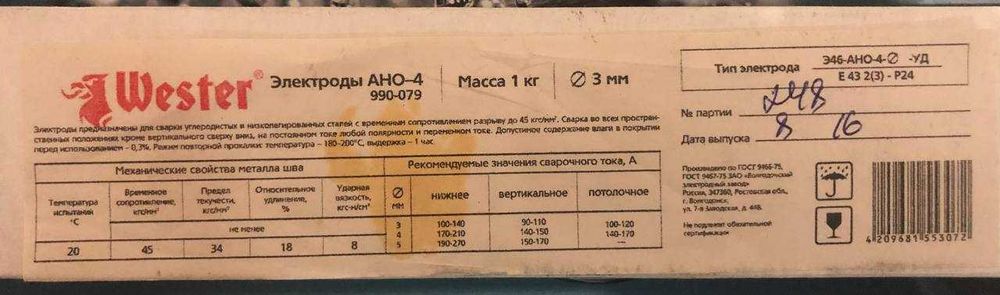 Wester®
Электроды АНО–4
990-079
Масса 1 кг
∅ 3 мм
Тип электрода
Э46-АНО-4-∅ -УД
Е 43 2(3) - Р24
№ партии 248
Дата выпуска 8 16
Электроды предназначены для сварки углеродистых и низколегированных сталей с временным сопротивлением разрыву до 45 кгс/мм². Сварка во всех простран-
ственных положениях, кроме вертикального сверху вниз, на постоянном токе любой полярности и переменном токе. Допустимое содержание влаги в покрытии
перед использованием – 0,3%. Режим повторной прокалки: температура – 180-200°С, выдержка – 1 час.
Механические свойства металла шва
Рекомендуемые значения сварочного тока, А
Температура испытаний °С
Временное сопротивление, кгс/мм²
Предел текучести, кгс/мм²
Относительное удлинение, %
Ударная вязкость, кгс-м/см²
∅ мм
нижнее
вертикальное
потолочное
не менее
20 45 34 18 8
3 100-140 90-110 100-120
4 170-210 140-150 140-170
5 190-270 150-170 ---
Произведено по ГОСТ 9466-75,
ГОСТ 9467-75 ЗАО «Волгодонский
электродный завод»
Россия, 347360, Ростовская обл.,
г. Волгодонск,
ул. 7-я Заводская, д. 44В.
Не подлежит обязательной
сертификации
4 209681 553072